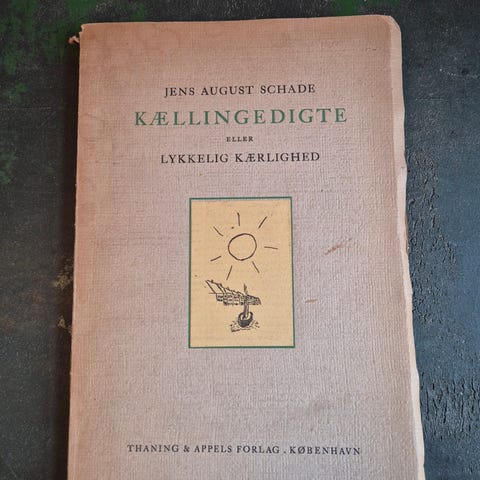 JENS AUGUST SCHADE
KÆLLINGEDIGTE
ELLER
LYKKELIG KÆRLIGHED
THANING & APPELS FORLAG . KØBENHAVN